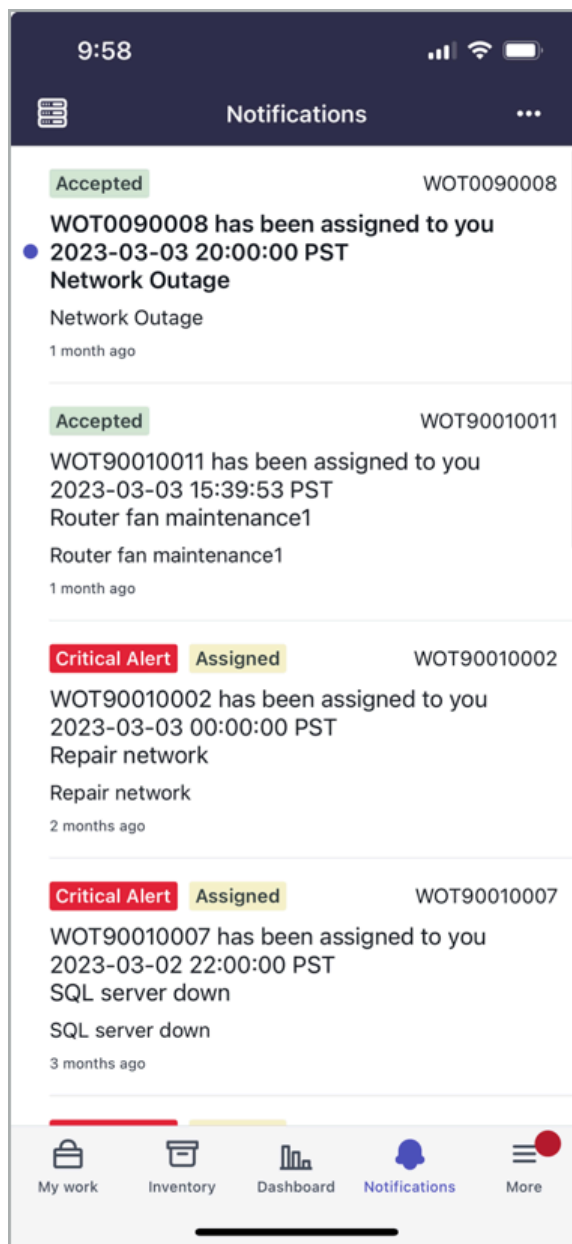 9:58
Notifications
Accepted WOT0090008
WOT0090008 has been assigned to you
2023-03-03 20:00:00 PST
Network Outage
Network Outage
1 month ago
Accepted WOT90010011
WOT90010011 has been assigned to you
2023-03-03 15:39:53 PST
Router fan maintenance1
Router fan maintenance1
1 month ago
Critical Alert Assigned WOT90010002
WOT90010002 has been assigned to you
2023-03-03 00:00:00 PST
Repair network
Repair network
2 months ago
Critical Alert Assigned WOT90010007
WOT90010007 has been assigned to you
2023-03-02 22:00:00 PST
SQL server down
SQL server down
3 months ago
My work Inventory Dashboard Notifications More